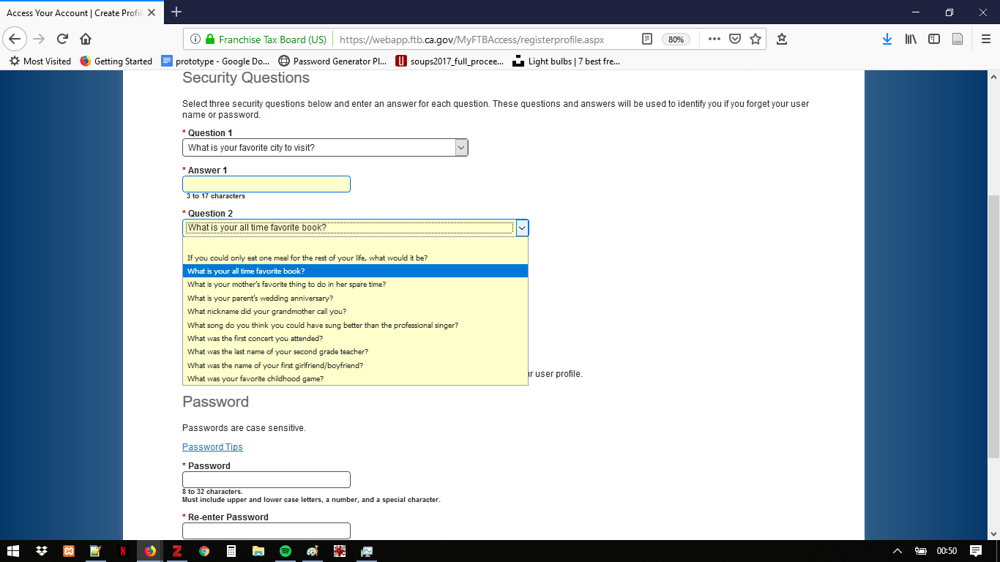 Access Your Account | Create Profil
Franchise Tax Board (US)
https://webapp.ftb.ca.gov/MyFTBAccess/registerprofile.aspx
80%
Most Visited
Getting Started
prototype - Google Do...
Password Generator Pl...
soups2017_full_procee...
Light bulbs | 7 best fre...
Security Questions
Select three security questions below and enter an answer for each question. These questions and answers will be used to identify you if you forget your user
name or password.
* Question 1
What is your favorite city to visit?
* Answer 1
3 to 17 characters
* Question 2
What is your all time favorite book?
If you could only eat one meal for the rest of your life, what would it be?
What is your all time favorite book?
What is your mother's favorite thing to do in her spare time?
What is your parent's wedding anniversary?
What nickname did your grandmother call you?
What song do you think you could have sung better than the professional singer?
What was the first concert you attended?
What was the last name of your second grade teacher?
What was the name of your first girlfriend/boyfriend?
What was your favorite childhood game?
ur user profile.
Password
Passwords are case sensitive.
Password Tips
* Password
8 to 32 characters.
Must include upper and lower case letters, a number, and a special character.
* Re-enter Password
00:50